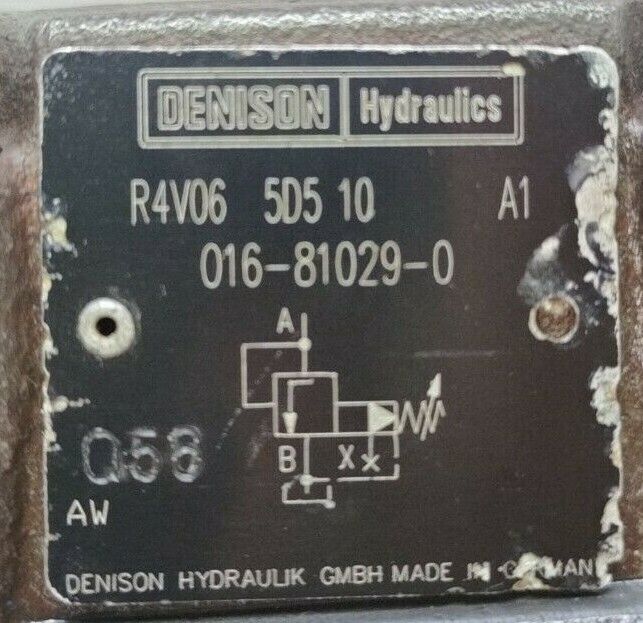 DENISON Hydraulics
R4V06 5D5 10 A1
016-81029-0
A
B X
Q58
AW
DENISON HYDRAULIK GMBH MADE IN